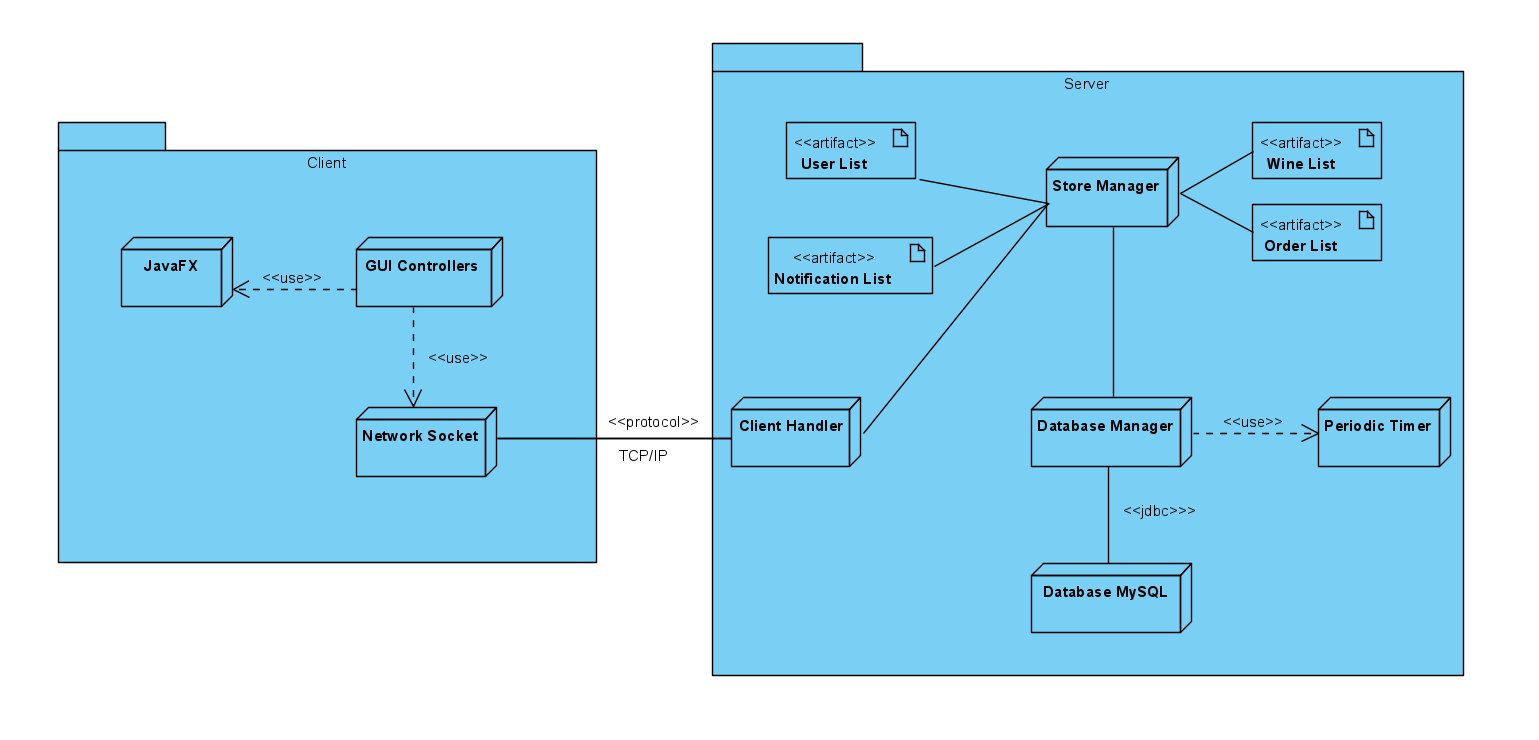 Client
JavaFX
<<use>>
GUI Controllers
<<use>>
Network Socket
<<protocol>>
TCP/IP
Server
<<artifact>>
User List
<<artifact>>
Notification List
Store Manager
<<artifact>>
Wine List
<<artifact>>
Order List
Client Handler
Database Manager
<<use>>
Periodic Timer
<<jdbc>>>
Database MySQL